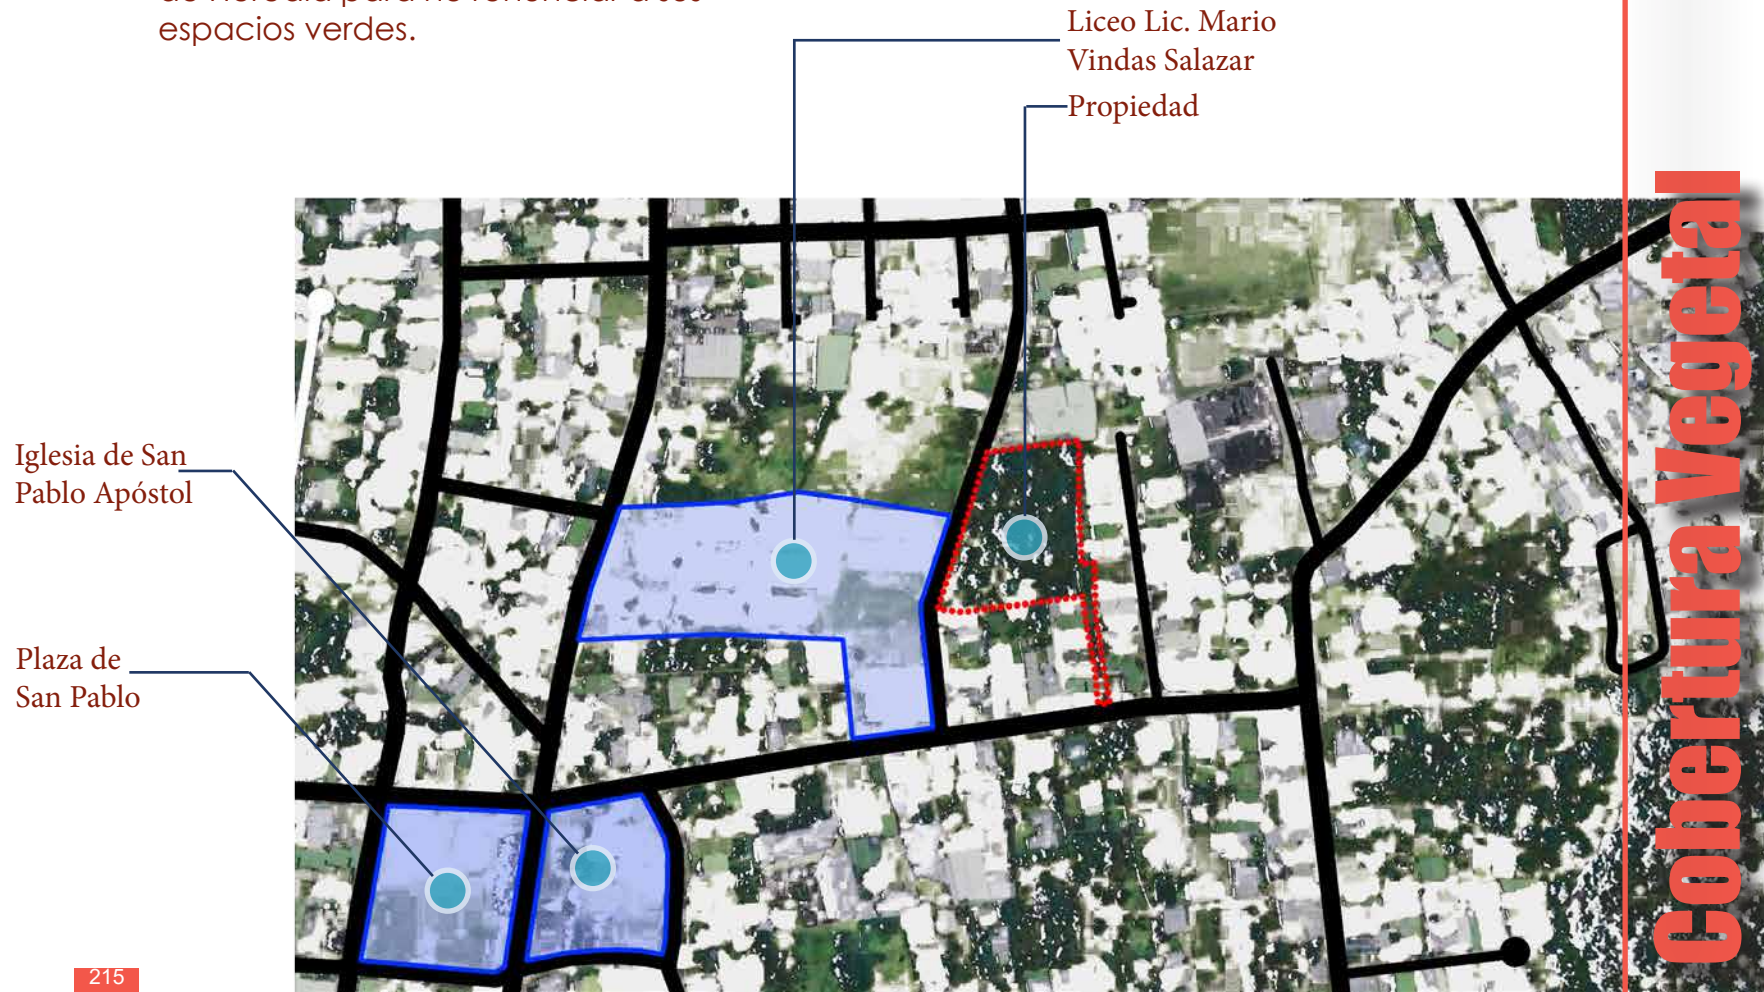 espacios verdes.
Liceo Lic. Mario
Vindas Salazar
Propiedad
Iglesia de San
Pablo Apóstol
Plaza de
San Pablo
Cobertura Vegetal
215